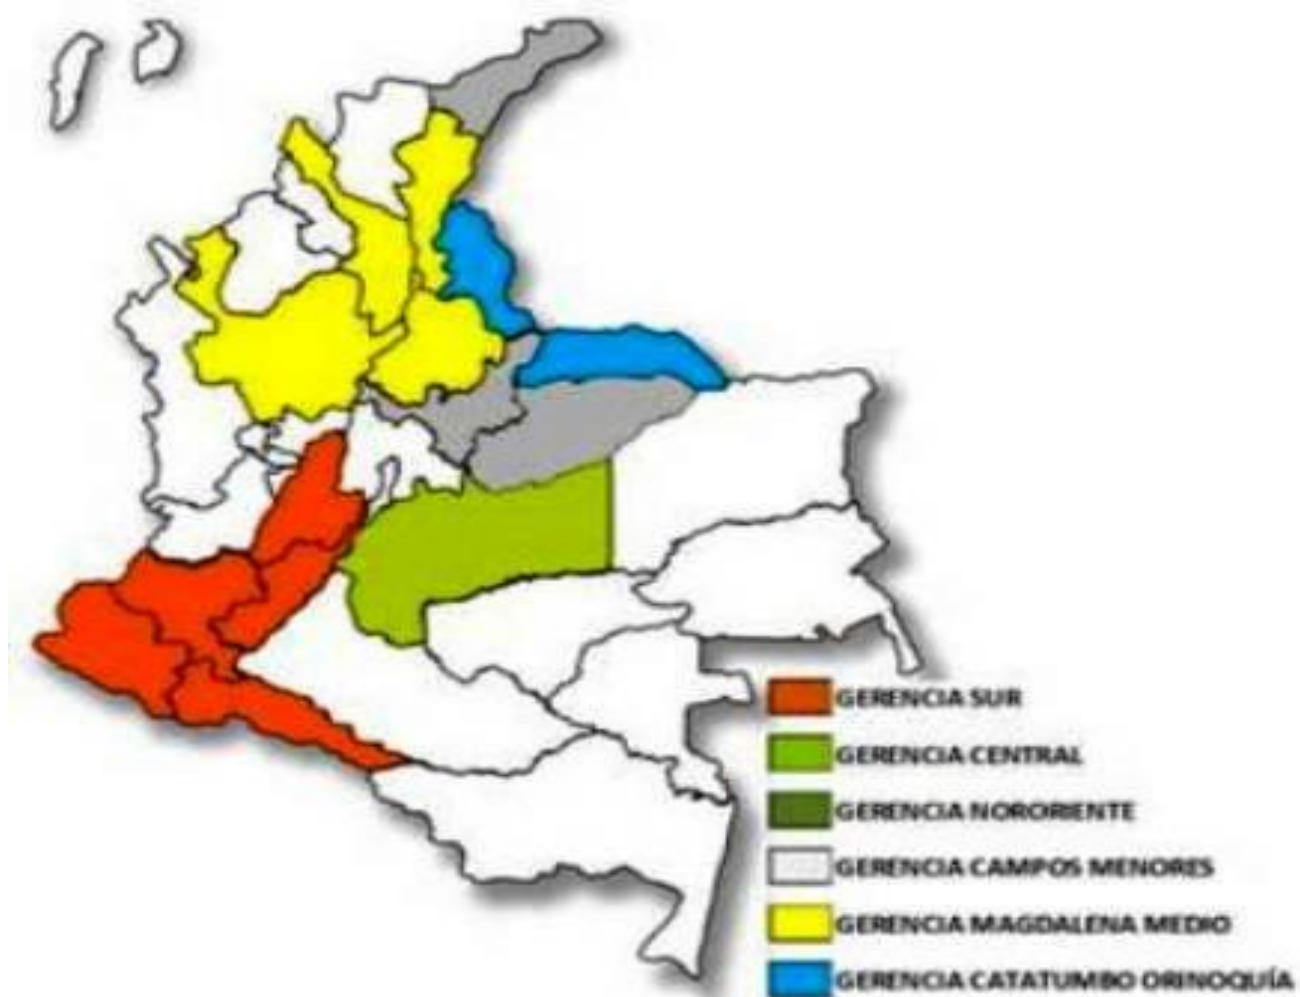 GERENCIA SUR
GERENCIA CENTRAL
GERENCIA NORORIENTE
GERENCIA CAMPOS MENORES
GERENCIA MAGDALENA MEDIO
GERENCIA CATATUMBO ORINOQUÍA